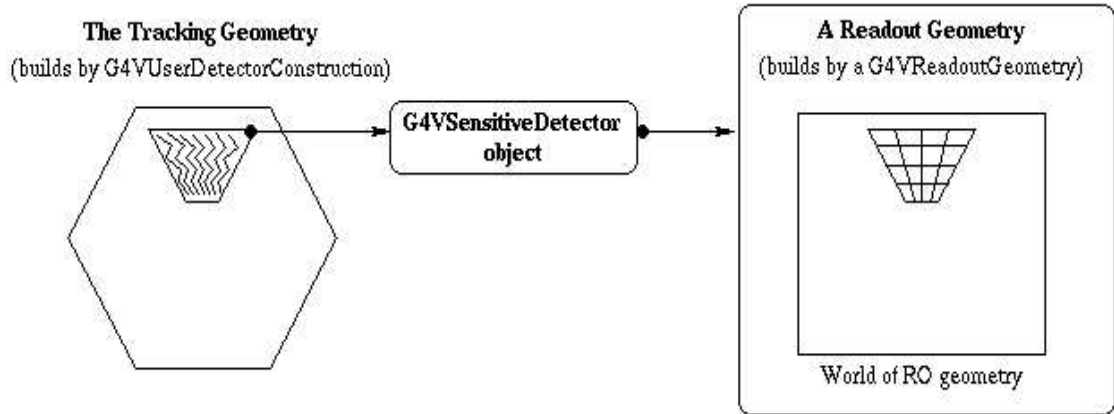 The Tracking Geometry
(builds by G4VUserDetectorConstruction)
G4VSensitiveDetector
object
A Readout Geometry
(builds by a G4VReadoutGeometry)
World of RO geometry